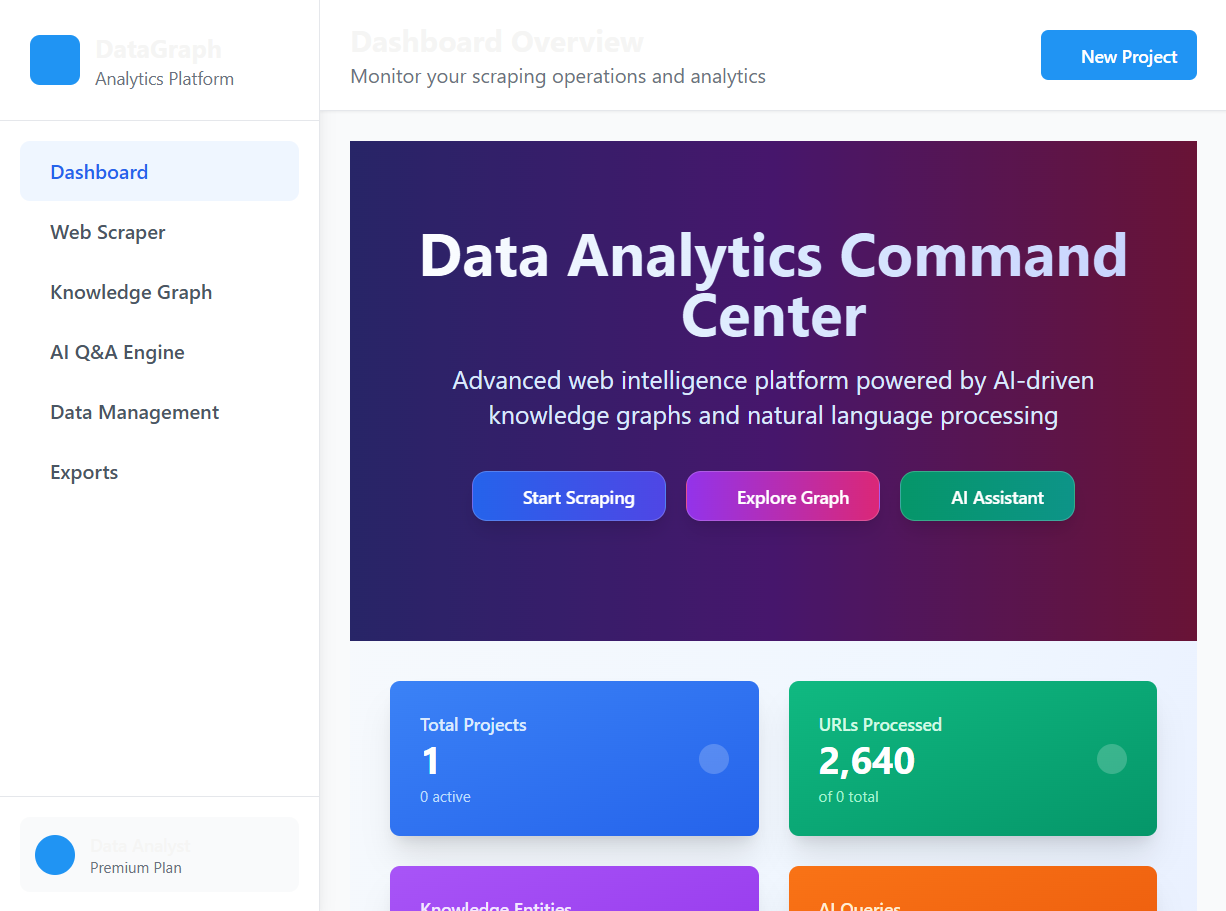 DataGraph
Analytics Platform
Dashboard
Web Scraper
Knowledge Graph
AI Q&A Engine
Data Management
Exports
Data Analyst
Premium Plan
Dashboard Overview
Monitor your scraping operations and analytics
New Project
Data Analytics Command
Center
Advanced web intelligence platform powered by AI-driven
knowledge graphs and natural language processing
Start Scraping
Explore Graph
AI Assistant
Total Projects
1
0 active
URLs Processed
2,640
of 0 total
Knowledge Entities
AI Queries